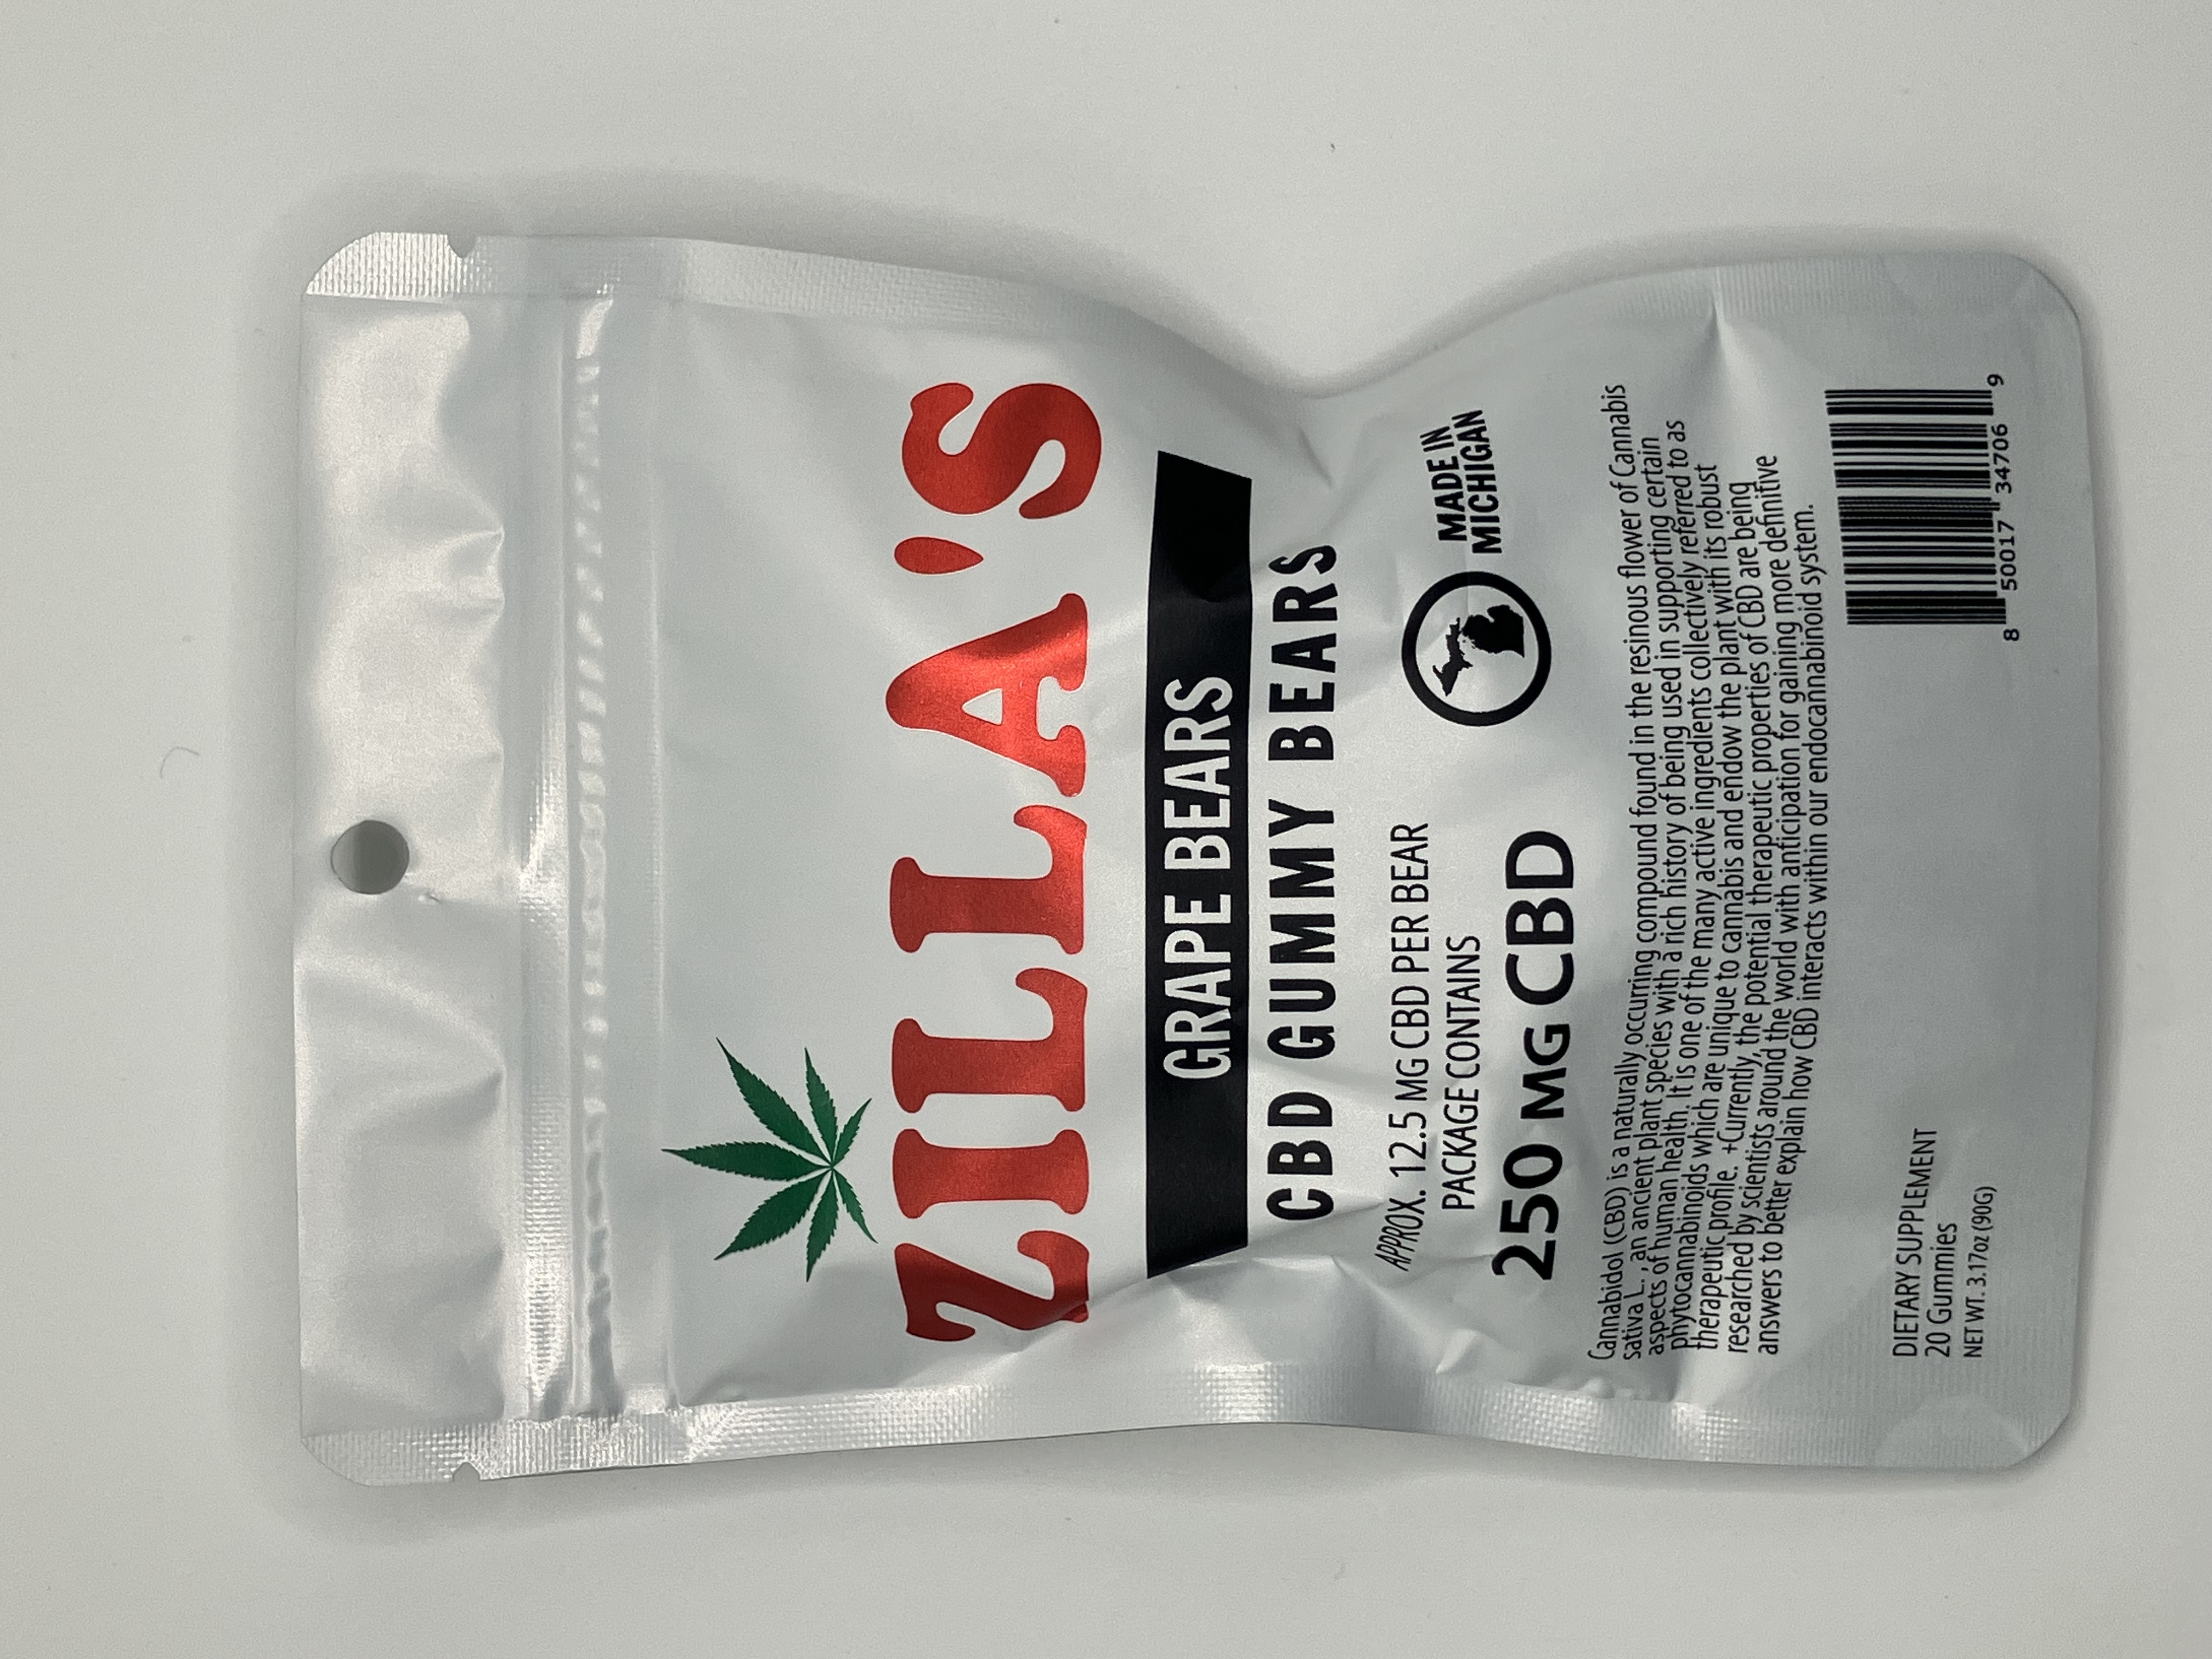 ZILLA'S
GRAPE BEARS
CBD GUMMY BEARS
APPROX. 12.5 MG CBD PER BEAR
PACKAGE CONTAINS
250 MG CBD
MADE IN
MICHIGAN
Cannabidol (CBD) is a naturally occurring compound found in the resinous flower of Cannabis
sativa L., an ancient plant species with a rich history of being used in supporting certain
aspects of human health. It is one of the many active ingredients collectively referred to as
phytocannabinoids which are unique to cannabis and endow the plant with its robust
therapeutic profile. +Currently, the potential therapeutic properties of CBD are being
researched by scientists around the world with anticipation for gaining more definitive
answers to better explain how CBD interacts within our endocannabinoid system.
DIETARY SUPPLEMENT
20 Gummies
NET WT. 3.17oz (90G)
8 50017 34706 9